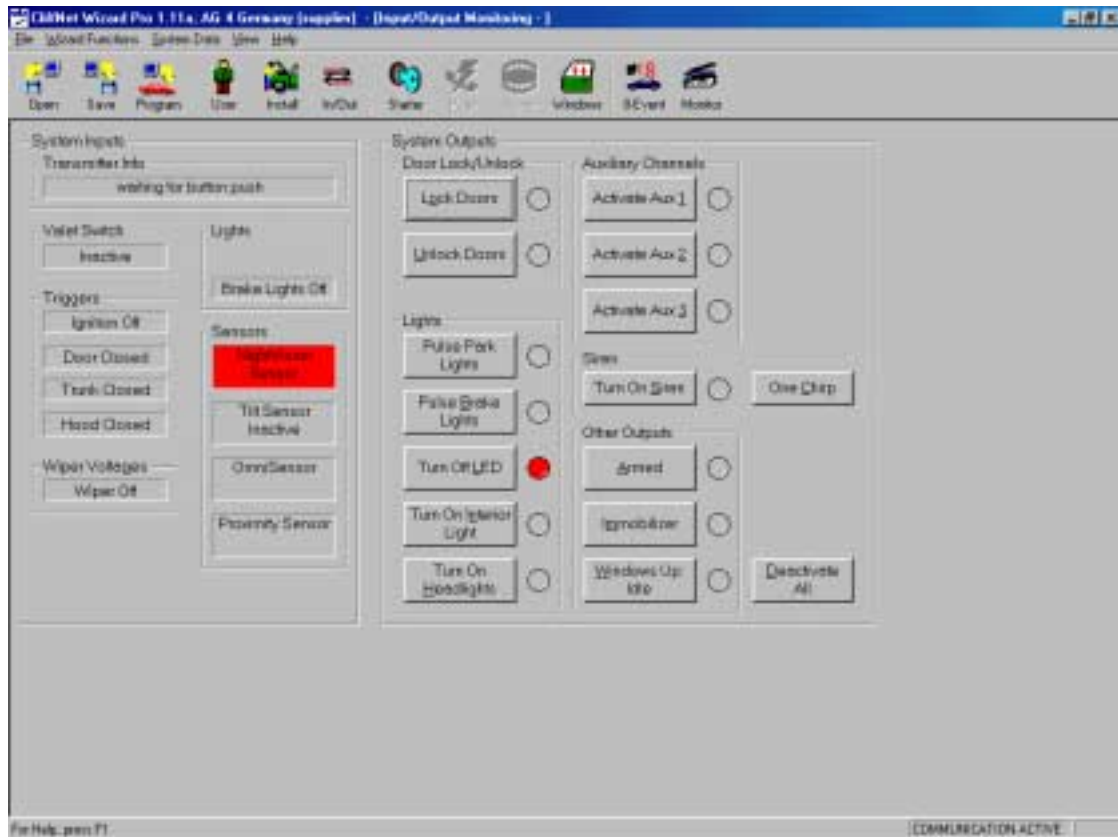 CliffNet Wizard Pro 1.11a, AG 4 Germany (supplier) - [Input/Output Monitoring - ]
File Wizard Functions System Data View Help
Open Save Program User Install In/Out Starter Windows B-Event Monitor
System Inputs
Transmitter Info
waiting for button push
Valet Switch
Inactive
Lights
Brake Lights Off
Triggers
Ignition Off
Door Closed
Trunk Closed
Hood Closed
Wiper Voltages
Wiper Off
Sensors
Sensor
Tilt Sensor
Inactive
OmniSensor
Proximity Sensor
System Outputs
Door Lock/Unlock
Lock Doors
Unlock Doors
Lights
Pulse Park
Lights
Pulse Brake
Lights
Turn Off LED
Turn On Interior
Light
Turn On
Headlights
Auxiliary Channels
Activate Aux 1
Activate Aux 2
Activate Aux 3
Siren
Turn On Siren
One Chirp
Other Outputs
Armed
Immobilizer
Windows Up:
Idle
Deactivate
All
For Help, press F1
COMMUNICATION ACTIVE